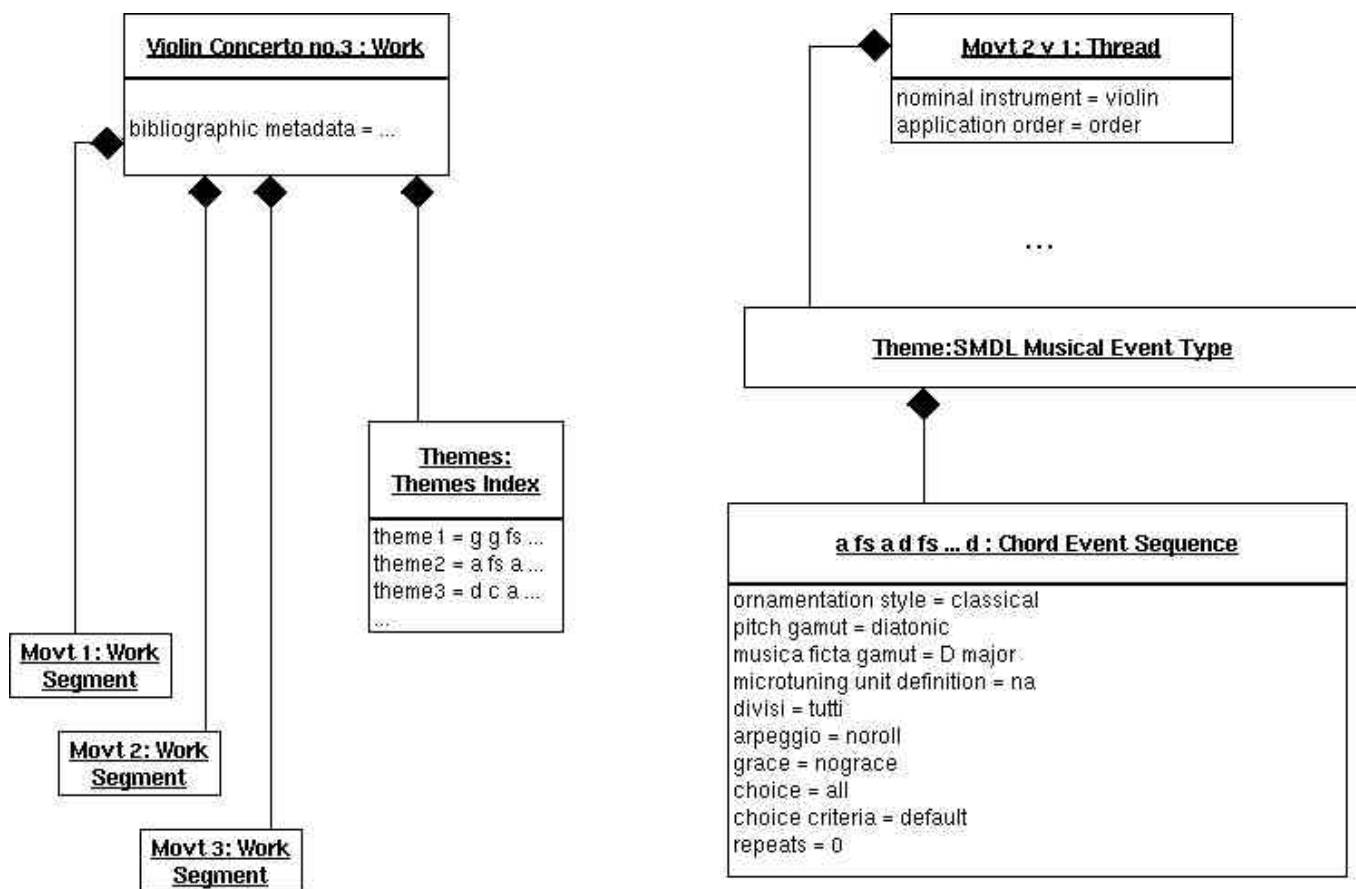 Violin Concerto no.3 : Work
bibliographic metadata = ...
Themes:
Themes Index
theme1 = g g fs ...
theme2 = a fs a ...
theme3 = d c a ...
...
Movt 1: Work
Segment
Movt 2: Work
Segment
Movt 3: Work
Segment
Movt 2 v 1: Thread
nominal instrument = violin
application order = order
...
Theme:SMDL Musical Event Type
a fs a d fs ... d : Chord Event Sequence
ornamentation style = classical
pitch gamut = diatonic
musica ficta gamut = D major
microtuning unit definition = na
divisi = tutti
arpeggio = noroll
grace = nograce
choice = all
choice criteria = default
repeats = 0